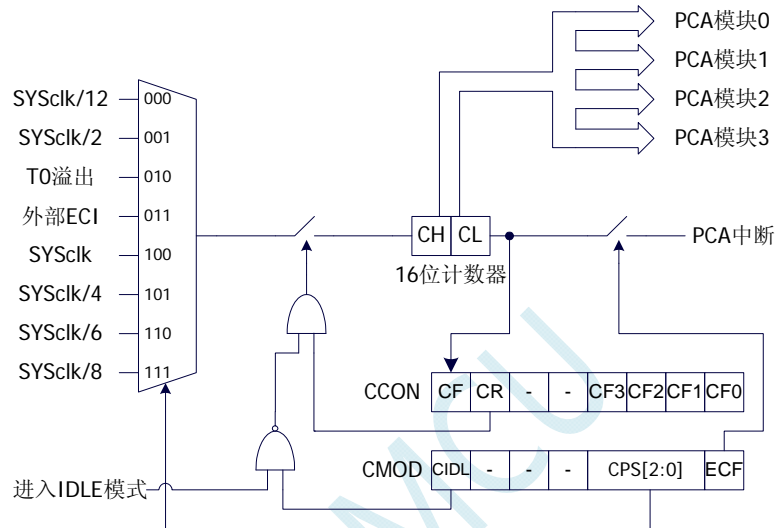 PCA模块0
PCA模块1
PCA模块2
PCA模块3
SYSclk/12 000
SYSclk/2 001
T0溢出 010
外部ECI 011
SYSclk 100
SYSclk/4 101
SYSclk/6 110
SYSclk/8 111
CH CL
16位计数器
PCA中断
CCON CF CR - - CF3 CF2 CF1 CF0
CMOD CIDL - - - CPS[2:0] ECF
进入IDLE模式
MCU